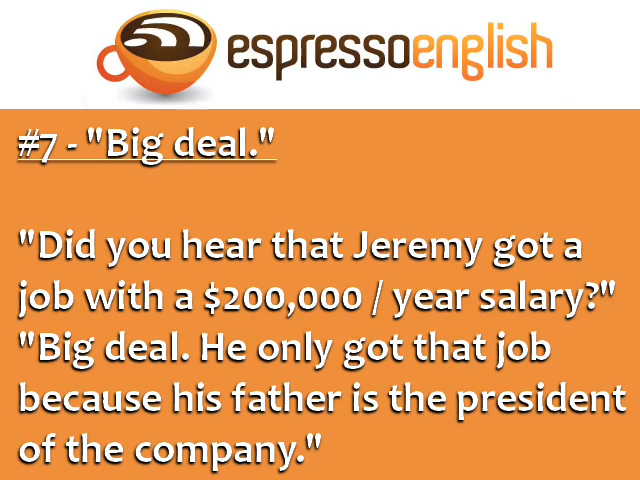 espressoenglish
#7 - "Big deal."
"Did you hear that Jeremy got a
job with a $200,000 / year salary?"
"Big deal. He only got that job
because his father is the president
of the company."